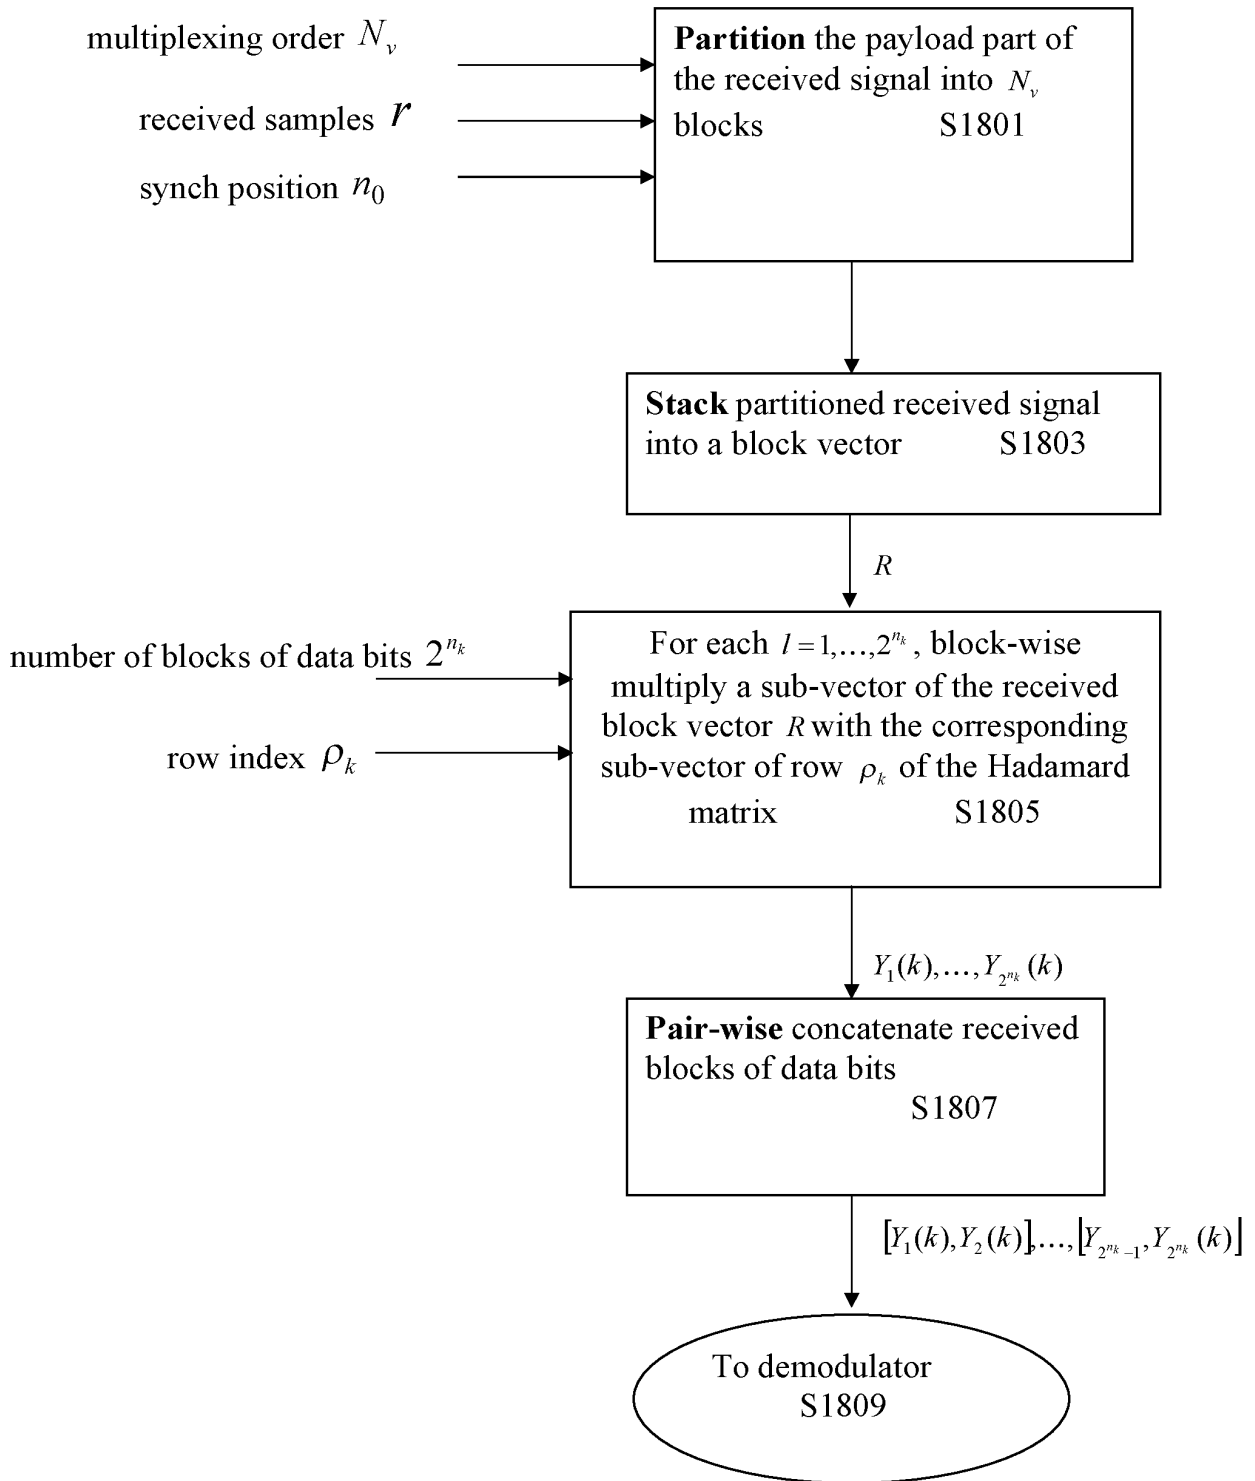 multiplexing order N_v
received samples r
synch position n_0
Partition the payload part of
the received signal into N_v
blocks S1801
Stack partitioned received signal
into a block vector S1803
R
number of blocks of data bits 2^{n_k}
row index ρ_k
For each l = 1,…,2^{n_k}, block-wise
multiply a sub-vector of the received
block vector R with the corresponding
sub-vector of row ρ_k of the Hadamard
matrix S1805
Y_1(k),…,Y_{2^{n_k}}(k)
Pair-wise concatenate received
blocks of data bits
S1807
[Y_1(k),Y_2(k)],…,[Y_{2^{n_k}-1},Y_{2^{n_k}}(k)]
To demodulator
S1809